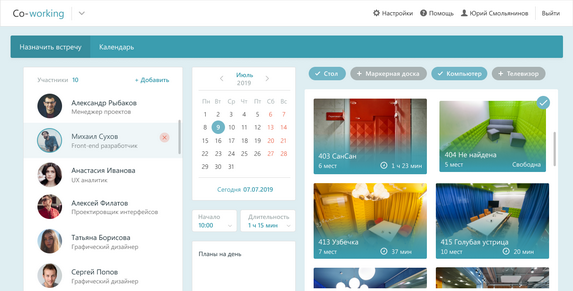 Co-working
Настройки
Помощь
Юрий Смольянинов
Выйти
Назначить встречу
Календарь
Участники 10
+ Добавить
Александр Рыбаков
Менеджер проектов
Михаил Сухов
Front-end разработчик
Анастасия Иванова
UX аналитик
Алексей Филатов
Проектировщик интерфейсов
Татьяна Борисова
Графический дизайнер
Сергей Попов
Графический дизайнер
Июль
2019
Пн Вт Ср Чт Пт Сб Вс
1 2 3 4 5 6 7
8 9 10 11 12 13 14
15 16 17 18 19 20 21
22 23 24 25 26 27 28
29 30 31
Сегодня 07.07.2019
Начало
10:00
Длительность
1 ч 15 мин
Планы на день
Стол
Маркерная доска
Компьютер
Телевизор
403 СанСан
6 мест
1 ч 23 мин
404 Не найдена
5 мест
Свободна
413 Узбечка
7 мест
37 мин
415 Голубая устрица
10 мест
20 мин